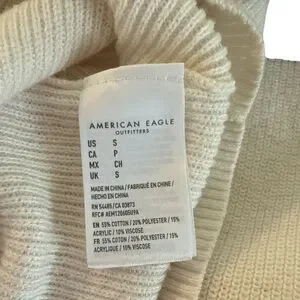 AMERICAN EAGLE
OUTFITTERS
US S
CA P
MX CH
UK S
MADE IN CHINA / FABRIQUÉ EN CHINE /
HECHO EN CHINA
RN 54485/CA 03873
RFC# AEM120608U9A
EN 55% COTTON / 20% POLYESTER / 15%
ACRYLIC / 10% VISCOSE
FR 55% COTON / 20% POLYESTER / 15%
ACRYLIQUE / 10% VISCOSE